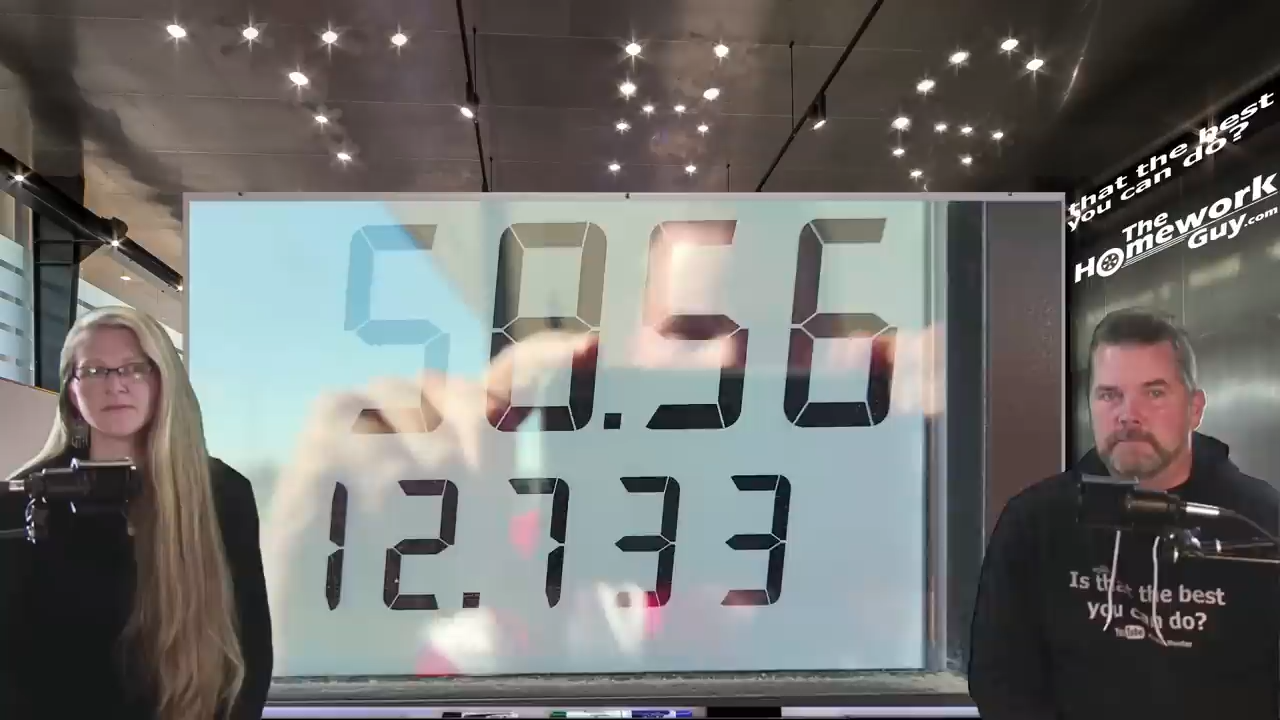 that the best
you can do?
The
Homework
Guy.com
50.56
12.733
Is that the best
you can do?
YouTube